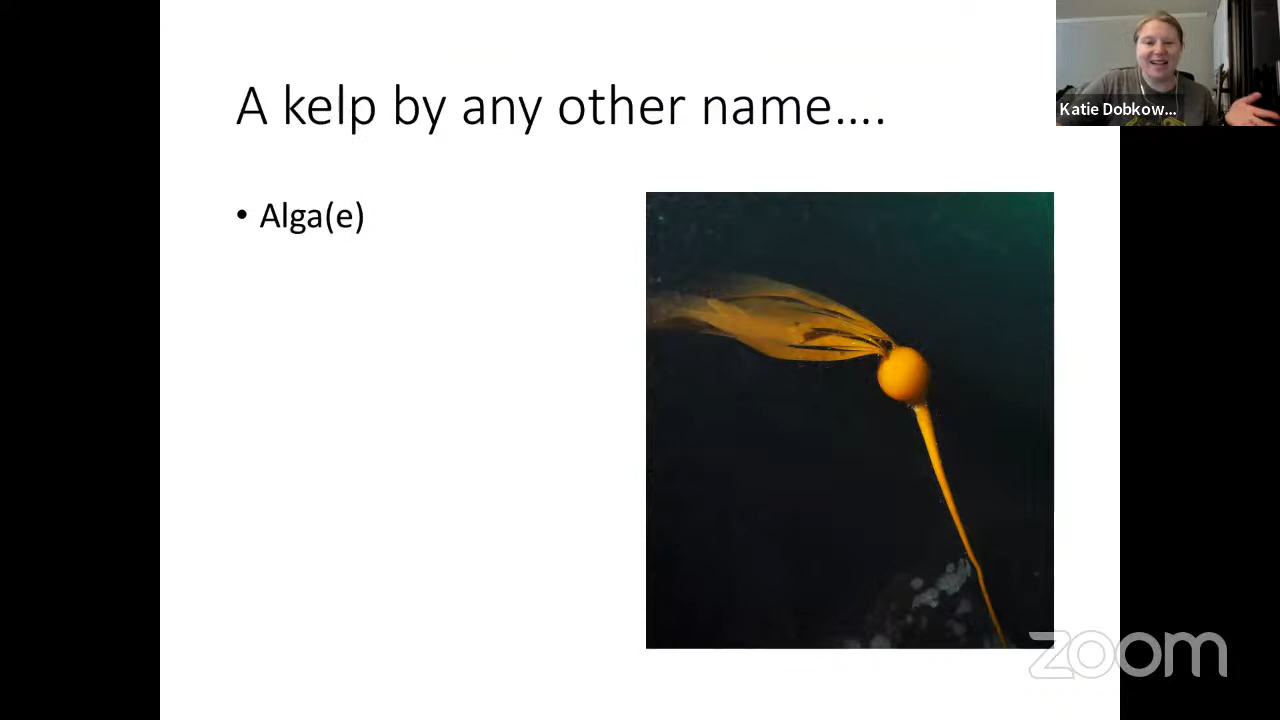 A kelp by any other name....
Katie Dobkow...
• Alga(e)
zoom